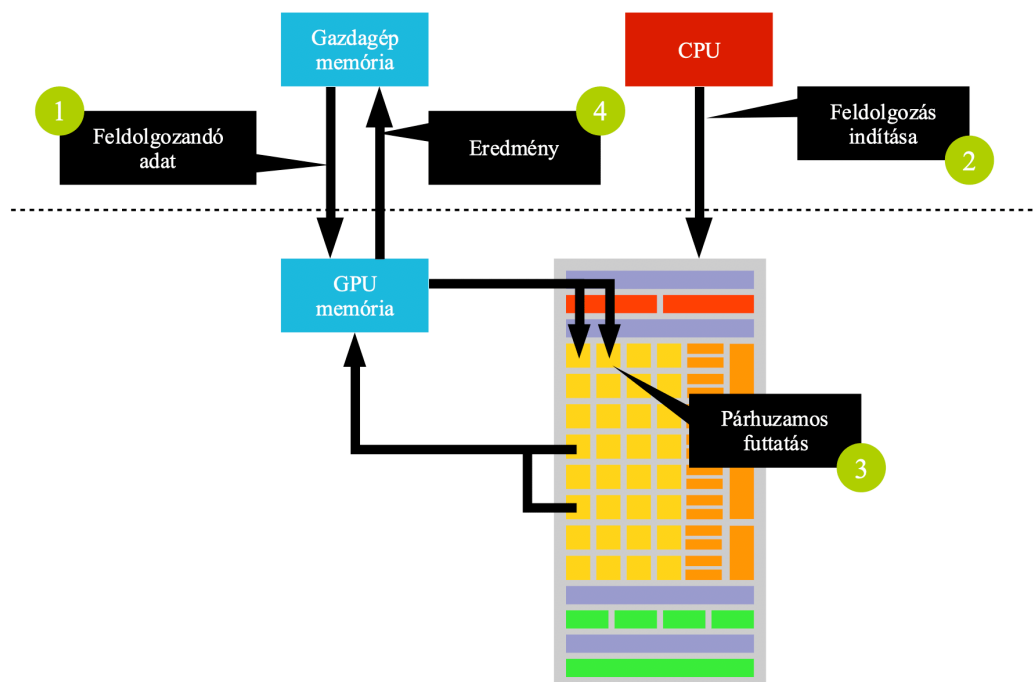 Gazdagép
memória
CPU
1
Feldolgozandó
adat
4
Eredmény
Feldolgozás
indítása
2
GPU
memória
Párhuzamos
futtatás
3